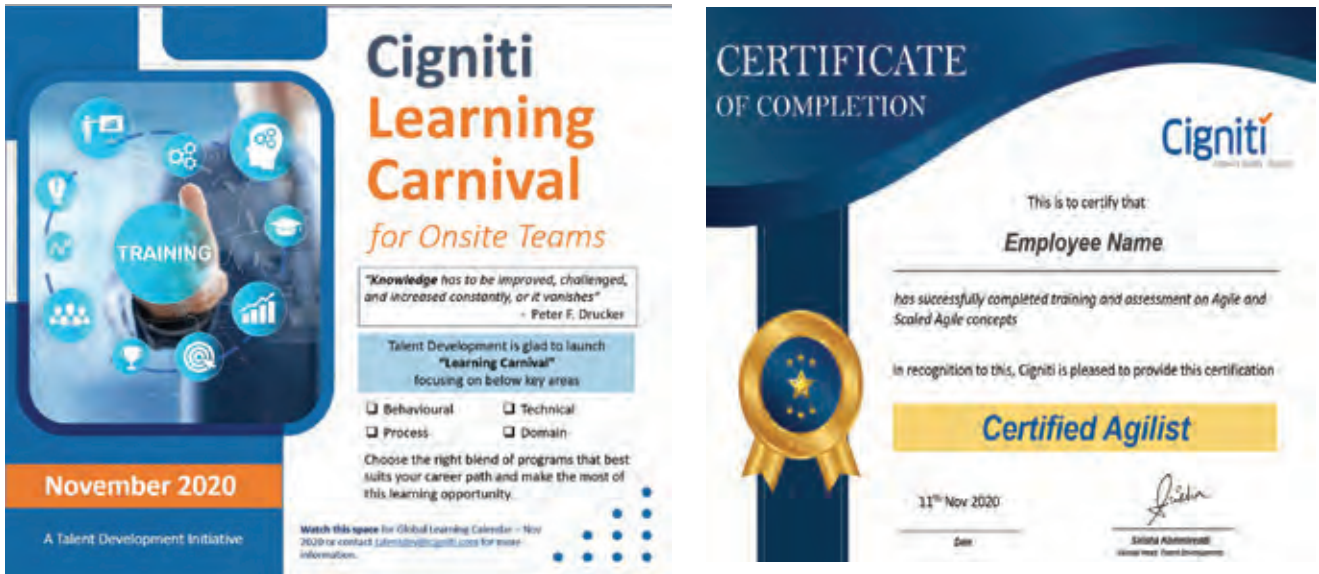 Cigniti
Learning
Carnival
for Onsite Teams
TRAINING
"Knowledge has to be improved, challenged,
and increased constantly, or it vanishes"
- Peter F. Drucker
Talent Development is glad to launch
"Learning Carnival"
focusing on below key areas
❑ Behavioural ❑ Technical
❑ Process ❑ Domain
Choose the right blend of programs that best
suits your career path and make the most of
this learning opportunity.
November 2020
A Talent Development Initiative
Watch this space for Global Learning Calendar – Nov
2020 or contact for more
information.
CERTIFICATE
OF COMPLETION
Cigniti
This is to certify that
Employee Name
has successfully completed training and assessment on Agile and
Scaled Agile concepts
In recognition to this, Cigniti is pleased to provide this certification
Certified Agilist
11th Nov 2020
Date